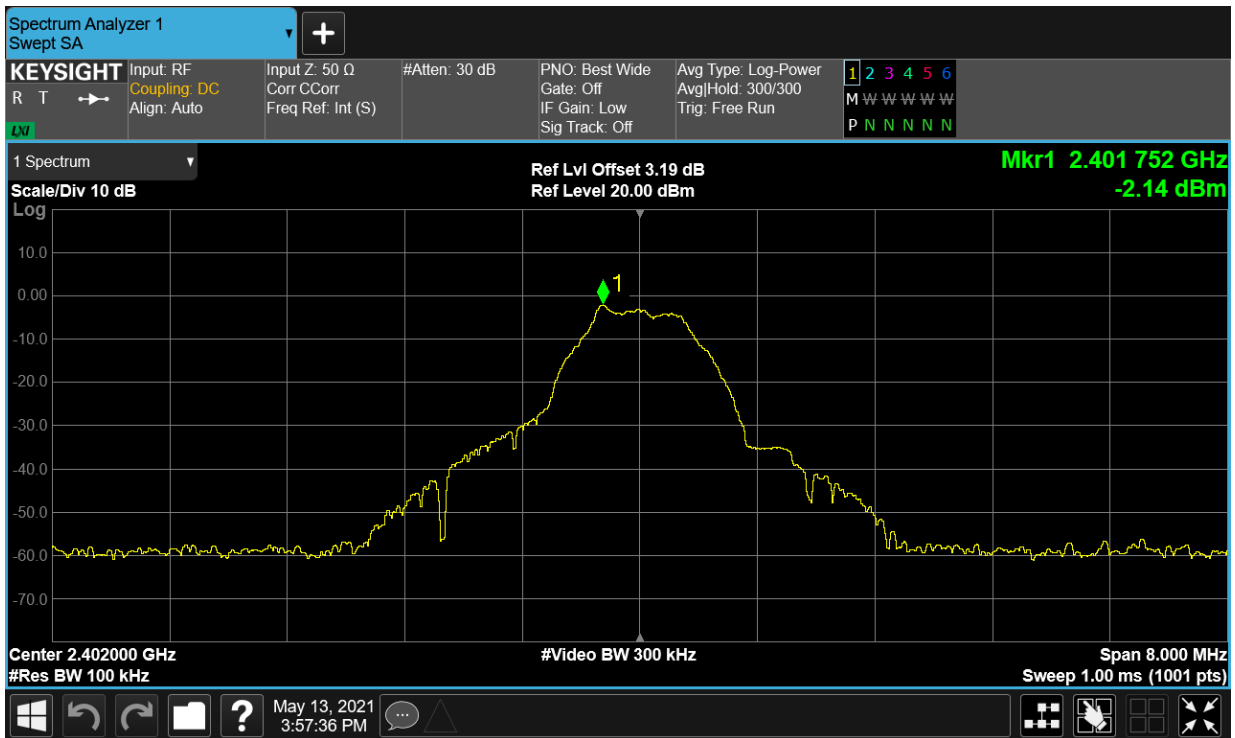 Spectrum Analyzer 1
Swept SA
+
KEYSIGHT
R T
LXI
Input: RF
Coupling: DC
Align: Auto
Input Z: 50 Ω
Corr CCorr
Freq Ref: Int (S)
#Atten: 30 dB
PNO: Best Wide
Gate: Off
IF Gain: Low
Sig Track: Off
Avg Type: Log-Power
Avg|Hold: 300/300
Trig: Free Run
1 2 3 4 5 6
M W W W W W
P N N N N N
1 Spectrum
Scale/Div 10 dB
Log
Ref Lvl Offset 3.19 dB
Ref Level 20.00 dBm
Mkr1 2.401 752 GHz
-2.14 dBm
10.0
0.00
-10.0
-20.0
-30.0
-40.0
-50.0
-60.0
-70.0
1
Center 2.402000 GHz
#Res BW 100 kHz
#Video BW 300 kHz
Span 8.000 MHz
Sweep 1.00 ms (1001 pts)
?
May 13, 2021
3:57:36 PM